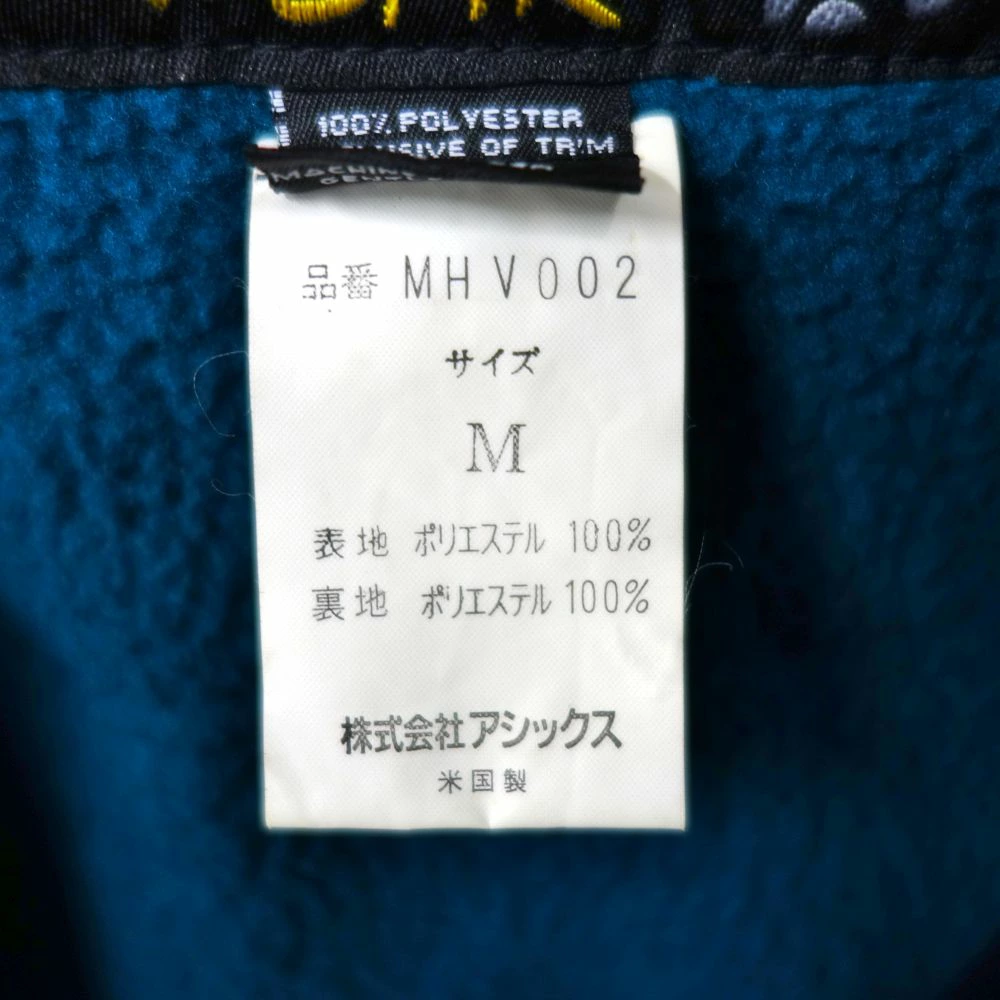 100% POLYESTER
OF TRIM
品番 MHV002
サイズ
M
表地 ポリエステル 100%
裏地 ポリエステル 100%
株式会社アシックス
米国製